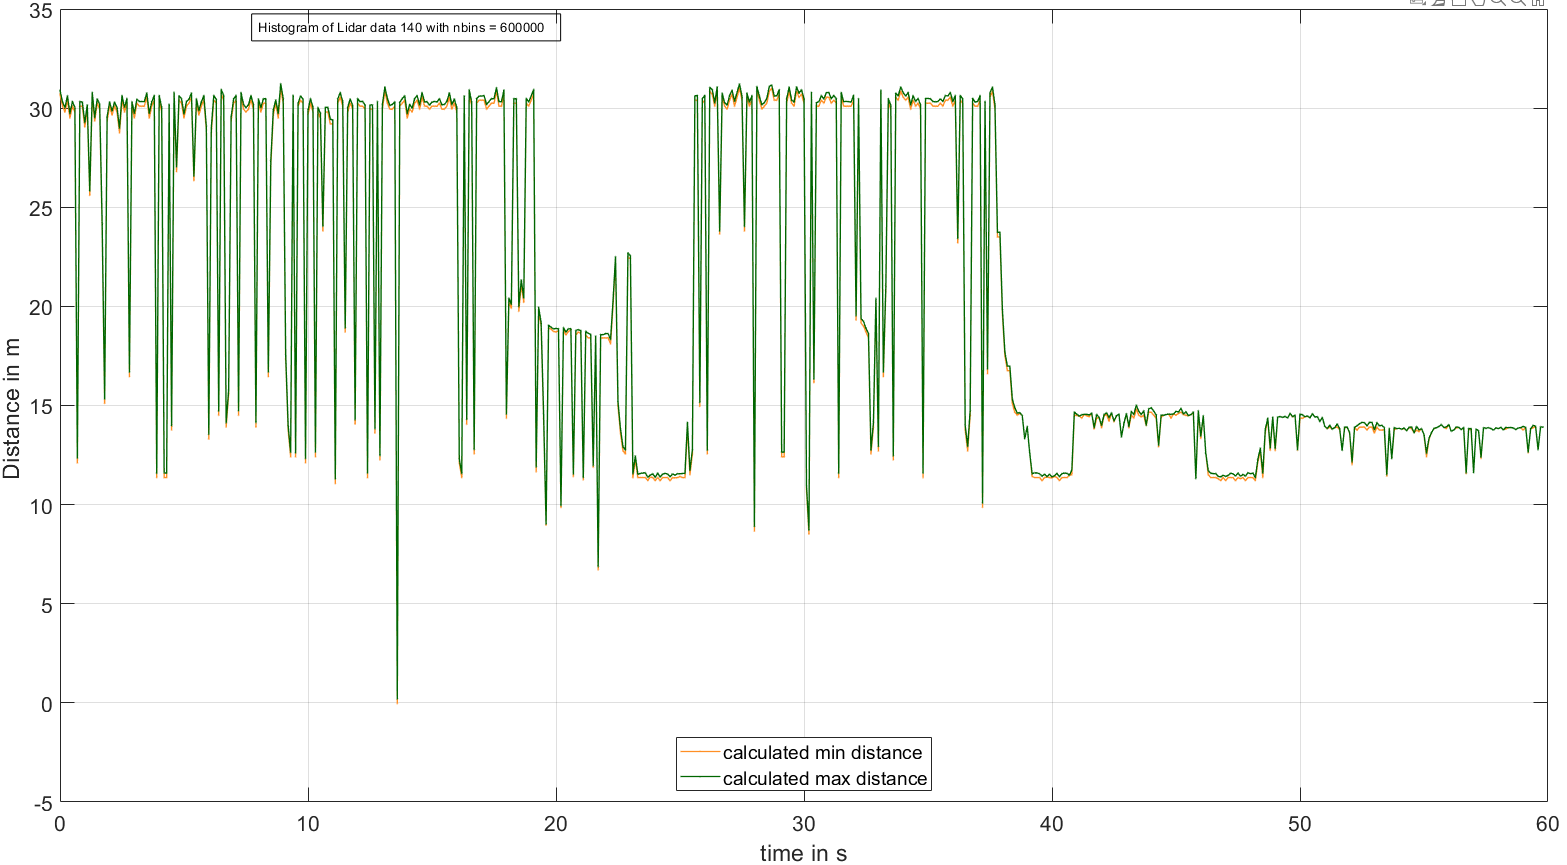 Histogram of Lidar data 140 with nbins = 600000
35
30
25
20
15
10
5
0
-5
Distance in m
calculated min distance
calculated max distance
0 10 20 30 40 50 60
time in s